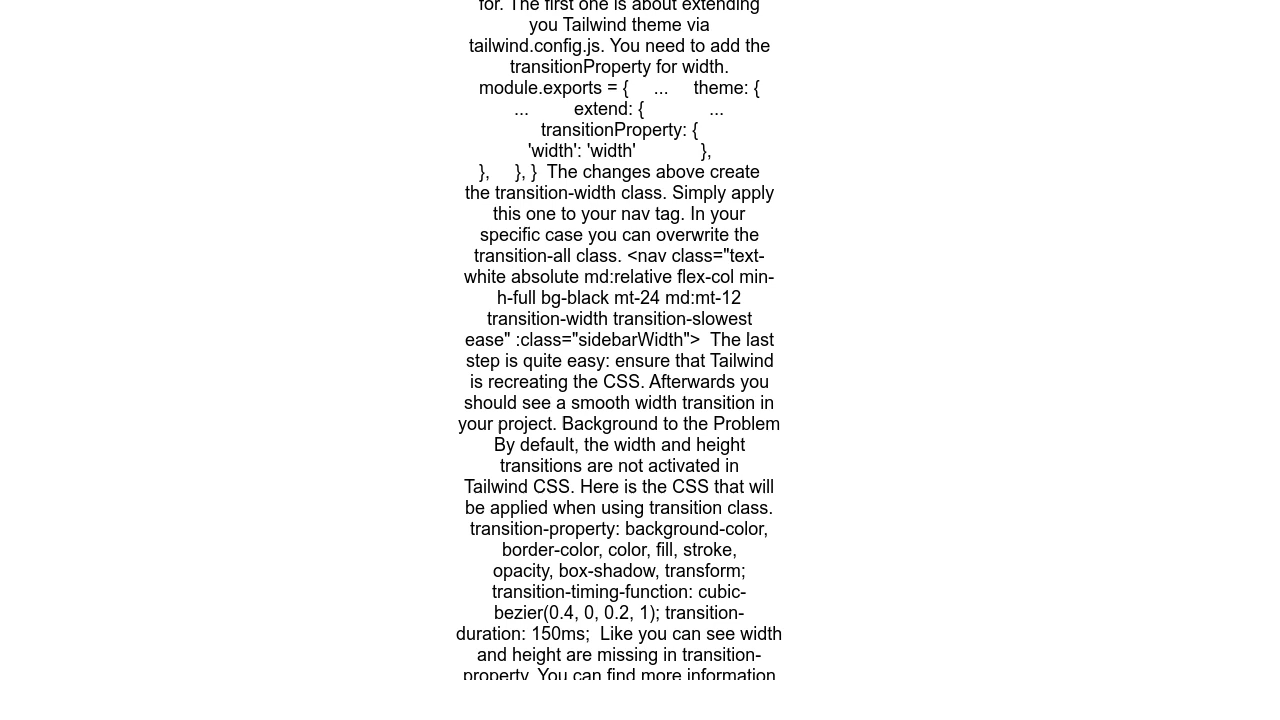 for. The first one is about extending
you Tailwind theme via
tailwind.config.js. You need to add the
transitionProperty for width.
module.exports = {     ...     theme: {
...         extend: {             ...
transitionProperty: {
'width': 'width'             },
},     }, }  The changes above create
the transition-width class. Simply apply
this one to your nav tag. In your
specific case you can overwrite the
transition-all class. <nav class="text-
white absolute md:relative flex-col min-
h-full bg-black mt-24 md:mt-12
transition-width transition-slowest
ease" :class="sidebarWidth">  The last
step is quite easy: ensure that Tailwind
is recreating the CSS. Afterwards you
should see a smooth width transition in
your project. Background to the Problem
By default, the width and height
transitions are not activated in
Tailwind CSS. Here is the CSS that will
be applied when using transition class.
transition-property: background-color,
border-color, color, fill, stroke,
opacity, box-shadow, transform;
transition-timing-function: cubic-
bezier(0.4, 0, 0.2, 1); transition-
duration: 150ms;  Like you can see width
and height are missing in transition-
property. You can find more information